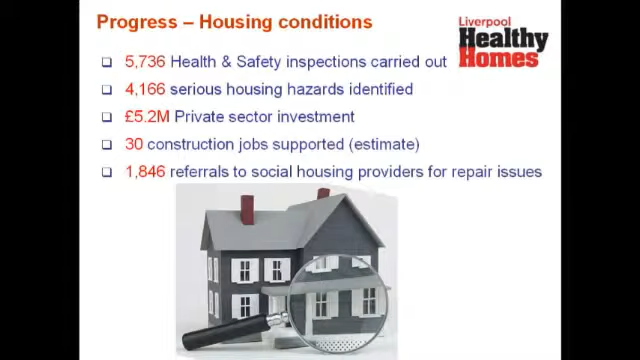 Progress – Housing conditions
Liverpool
Healthy
Homes
5,736 Health & Safety inspections carried out
4,166 serious housing hazards identified
£5.2M Private sector investment
30 construction jobs supported (estimate)
1,846 referrals to social housing providers for repair issues